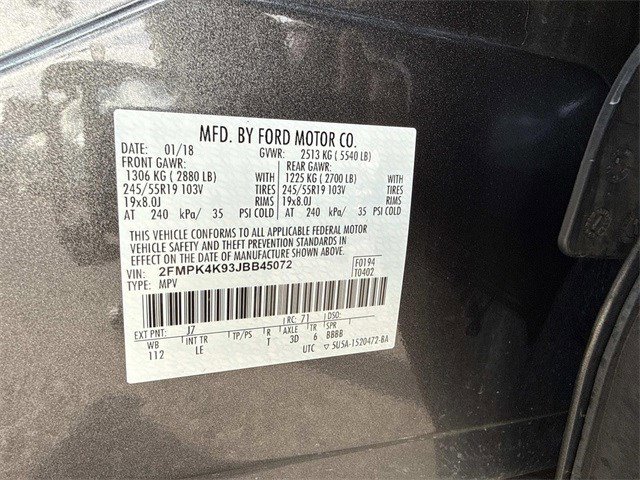 MFD. BY FORD MOTOR CO.
DATE: 01/18 GVWR: 2513 KG ( 5540 LB)
FRONT GAWR: REAR GAWR:
1306 KG ( 2880 LB) WITH 1225 KG ( 2700 LB) WITH
245/55R19 103V TIRES 245/55R19 103V TIRES
19x8.0J RIMS 19x8.0J RIMS
AT 240 kPa/ 35 PSI COLD AT 240 kPa/ 35 PSI COLD
THIS VEHICLE CONFORMS TO ALL APPLICABLE FEDERAL MOTOR
VEHICLE SAFETY AND THEFT PREVENTION STANDARDS IN
EFFECT ON THE DATE OF MANUFACTURE SHOWN ABOVE.
VIN: 2FMPK4K93JBB45072 F0194
TYPE: MPV T0402
EXT PNT: J7 RC: 71 DSO:
WB INT TR TP/PS R AXLE TR SPR
112 LE T 3D 6 BBBB
UTC ▽ 5U5A-1520472-BA